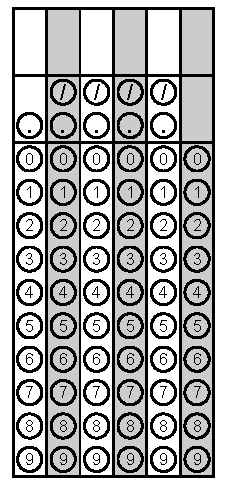 / / / /
. . . . .
0 0 0 0 0 0
1 1 1 1 1 1
2 2 2 2 2 2
3 3 3 3 3 3
4 4 4 4 4 4
5 5 5 5 5 5
6 6 6 6 6 6
7 7 7 7 7 7
8 8 8 8 8 8
9 9 9 9 9 9